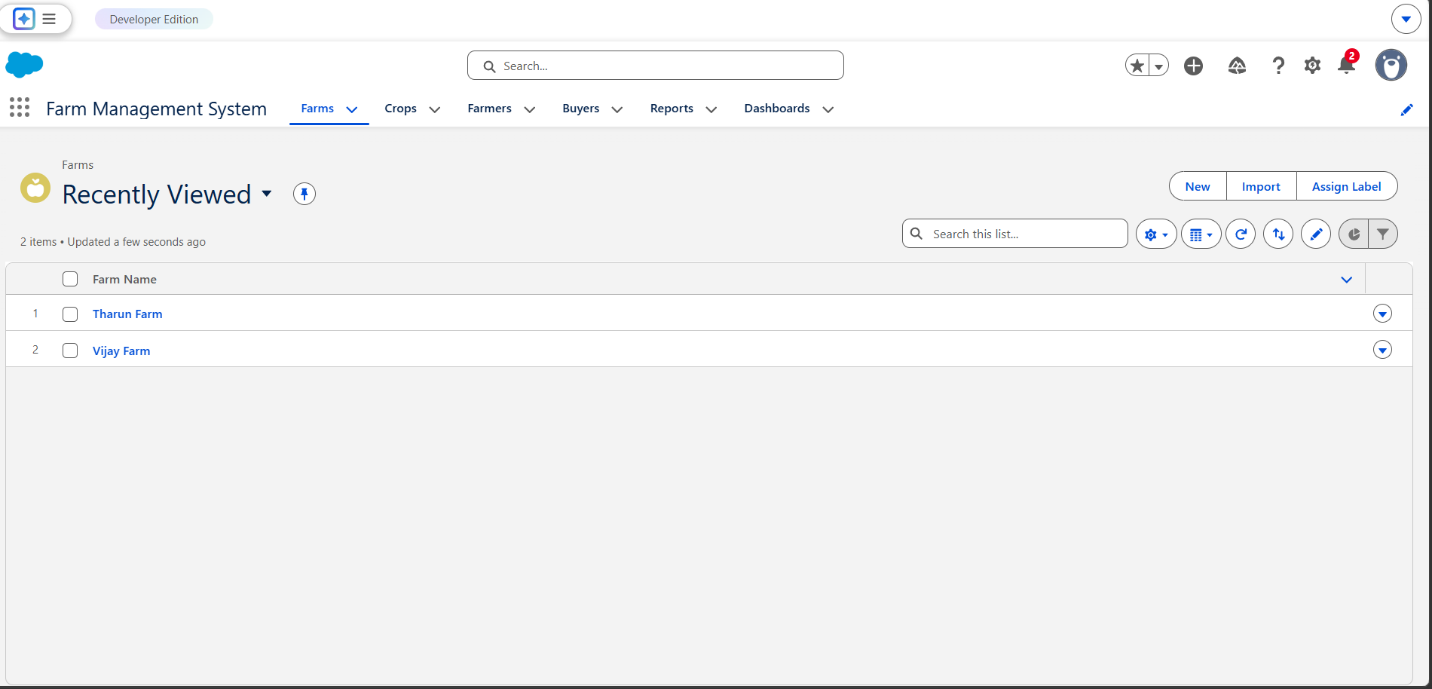 Developer Edition
Search...
2
Farm Management System
Farms
Crops
Farmers
Buyers
Reports
Dashboards
Farms
Recently Viewed
New
Import
Assign Label
2 items • Updated a few seconds ago
Search this list...
Farm Name
1 Tharun Farm
2 Vijay Farm